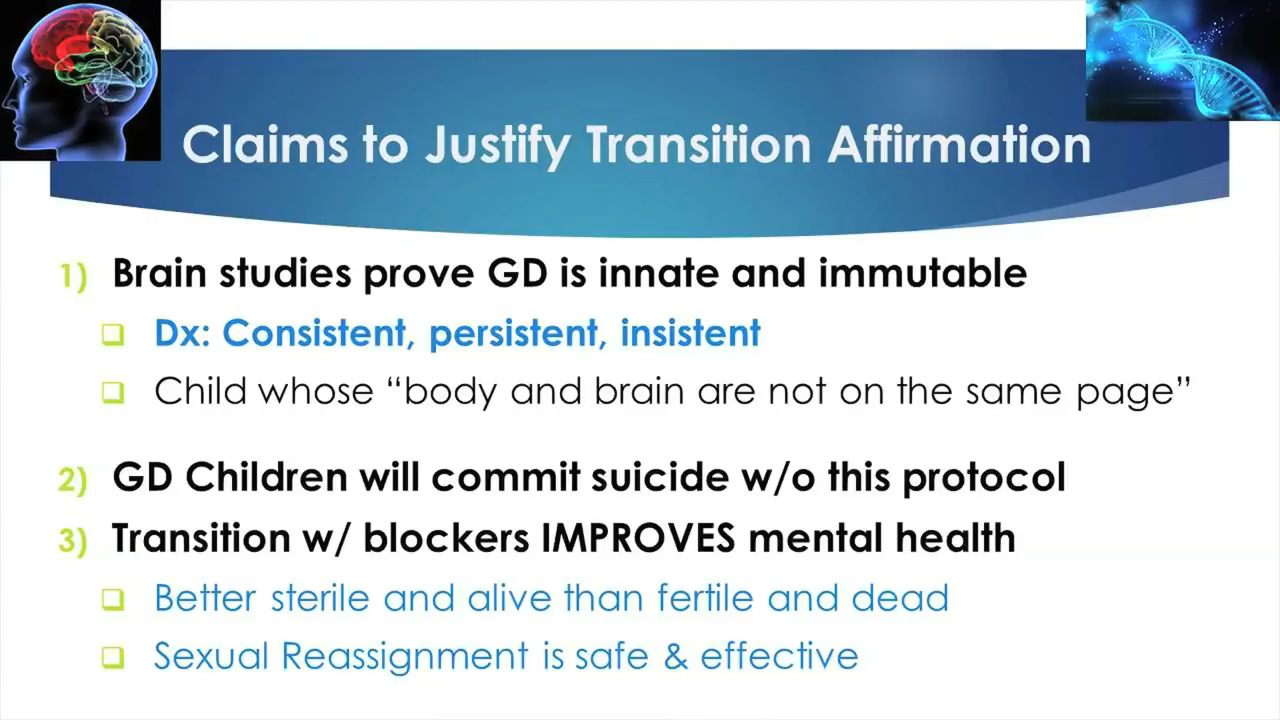 Claims to Justify Transition Affirmation
1) Brain studies prove GD is innate and immutable
Dx: Consistent, persistent, insistent
Child whose “body and brain are not on the same page”
2) GD Children will commit suicide w/o this protocol
3) Transition w/ blockers IMPROVES mental health
Better sterile and alive than fertile and dead
Sexual Reassignment is safe & effective